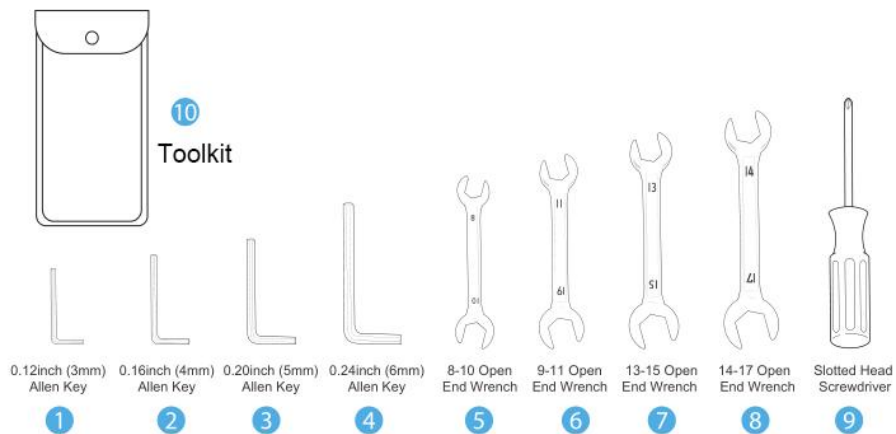 10
Toolkit
8
10
11
19
13
15
14
17
0.12inch (3mm)
Allen Key
0.16inch (4mm)
Allen Key
0.20inch (5mm)
Allen Key
0.24inch (6mm)
Allen Key
8-10 Open
End Wrench
9-11 Open
End Wrench
13-15 Open
End Wrench
14-17 Open
End Wrench
Slotted Head
Screwdriver
1
2
3
4
5
6
7
8
9